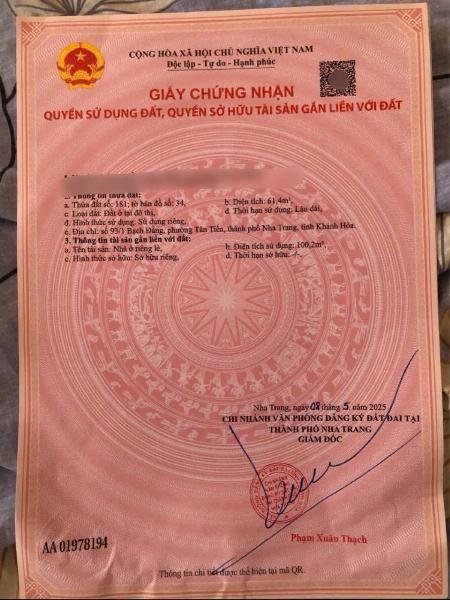 CỘNG HÒA XÃ HỘI CHỦ NGHĨA VIỆT NAM
Độc lập - Tự do - Hạnh phúc
GIẤY CHỨNG NHẬN
QUYỀN SỬ DỤNG ĐẤT, QUYỀN SỞ HỮU TÀI SẢN GẮN LIỀN VỚI ĐẤT
2. Thông tin thửa đất:
a. Thửa đất số: 181; tờ bản đồ số: 34, b. Diện tích: 61,4m²,
c. Loại đất: Đất ở tại đô thị, d. Thời hạn sử dụng: Lâu dài,
đ. Hình thức sử dụng: Sử dụng riêng,
e. Địa chỉ: số 93/1 Bạch Đằng, phường Tân Tiến, thành phố Nha Trang, tỉnh Khánh Hòa.
3. Thông tin tài sản gắn liền với đất:
a. Tên tài sản: Nhà ở riêng lẻ, b. Diện tích sử dụng: 100,2m²,
c. Hình thức sở hữu: Sở hữu riêng, d. Thời hạn sở hữu: -/-.
Nha Trang, ngày 08 tháng 5 năm 2025
CHI NHÁNH VĂN PHÒNG ĐĂNG KÝ ĐẤT ĐAI TẠI
THÀNH PHỐ NHA TRANG
GIÁM ĐỐC
Phạm Xuân Thạch
AA 01978194
Thông tin chi tiết được thể hiện tại mã QR.